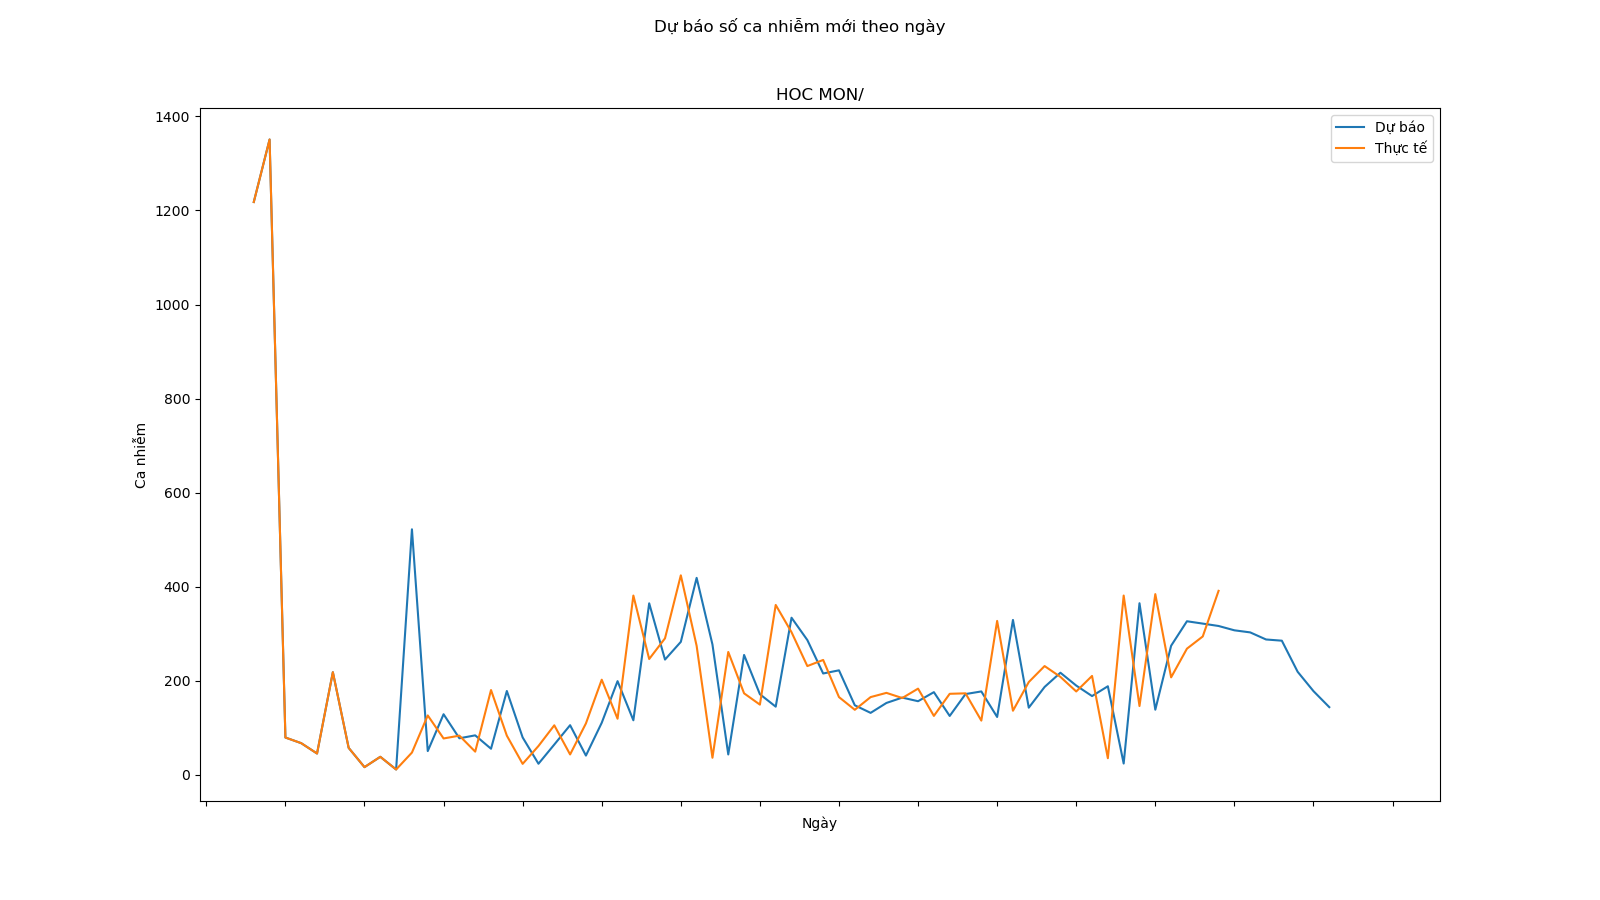 Dự báo số ca nhiễm mới theo ngày
HOC MON/
Dự báo
Thực tế
1400
1200
1000
800
600
400
200
0
Ca nhiễm
Ngày